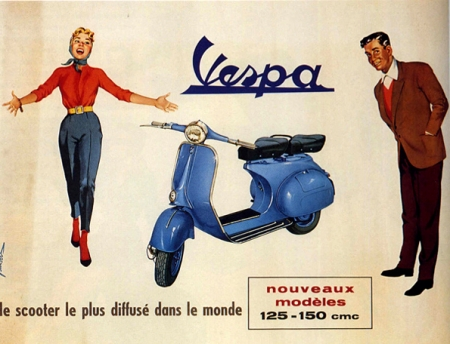 Vespa
le scooter le plus diffusé dans le monde
nouveaux
modèles
125-150 cmc